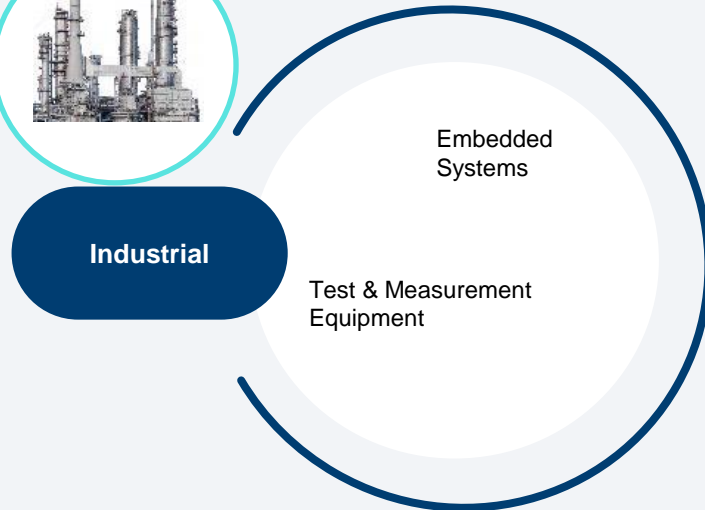 Embedded
Systems
Industrial
Test & Measurement
Equipment